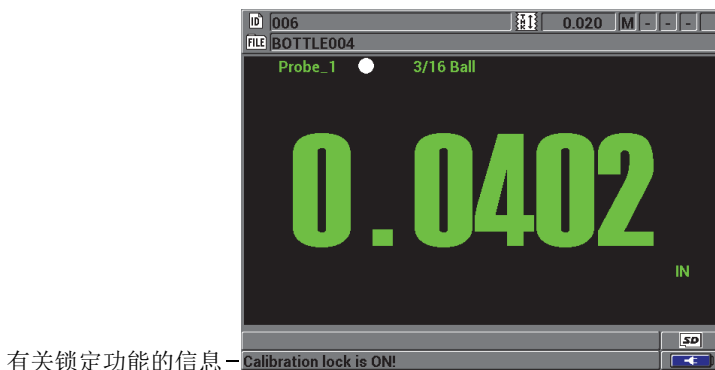 ID 006 0.020 M - - -
FILE BOTTLE004
Probe_1 3/16 Ball
0.0402
IN
SD
有关锁定功能的信息 Calibration lock is ON!